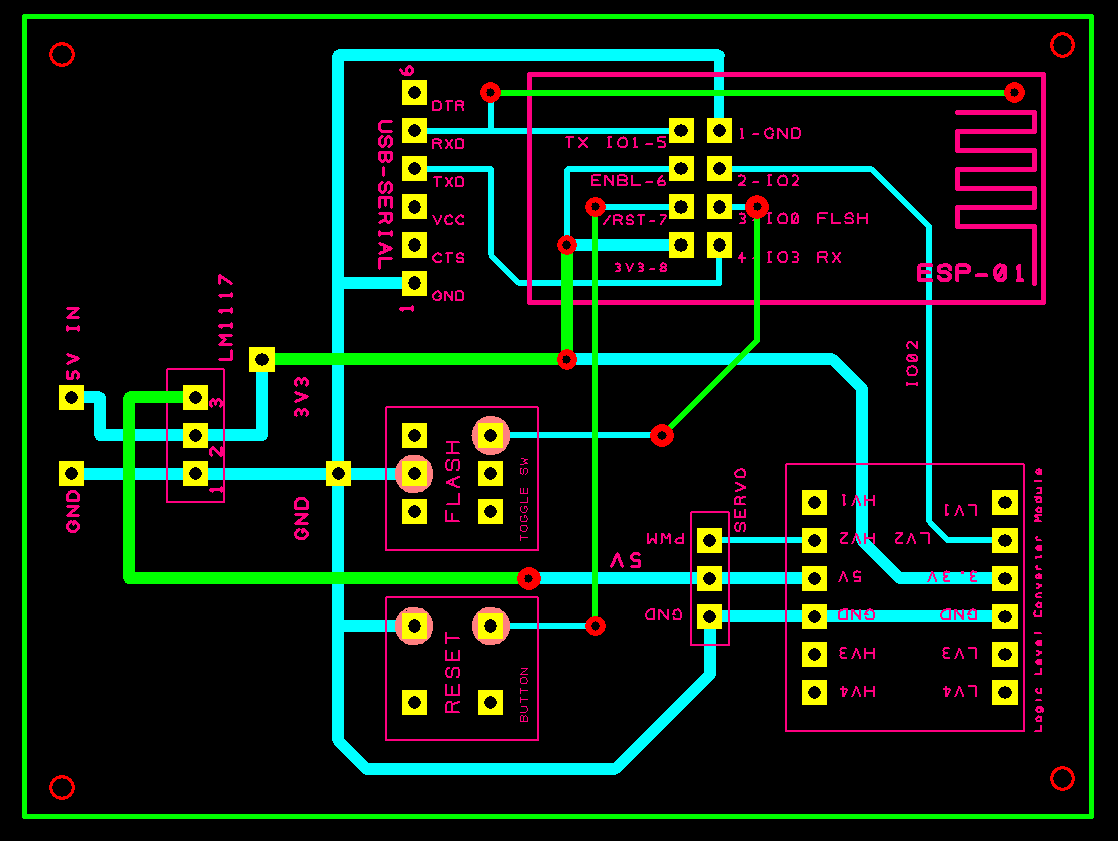 6
DTR
RXD
TXD
VCC
CTS
GND
1
USB-SERIAL
TX IO1-5
ENBL-6
/RST-7
3V3-8
1-GND
2-IO2
3-IO0 FLSH
4-IO3 RX
ESP-01
LM1117
5V IN
3V3
3
2
1
GND
GND
IO02
FLASH
TOGGLE SW
5V
SERVO
PWM
GND
RESET
BUTTON
HV1
LV1
HV2
LV2
5V
3.3V
GND
GND
HV3
LV3
HV4
LV4
Logic Level Converter Module